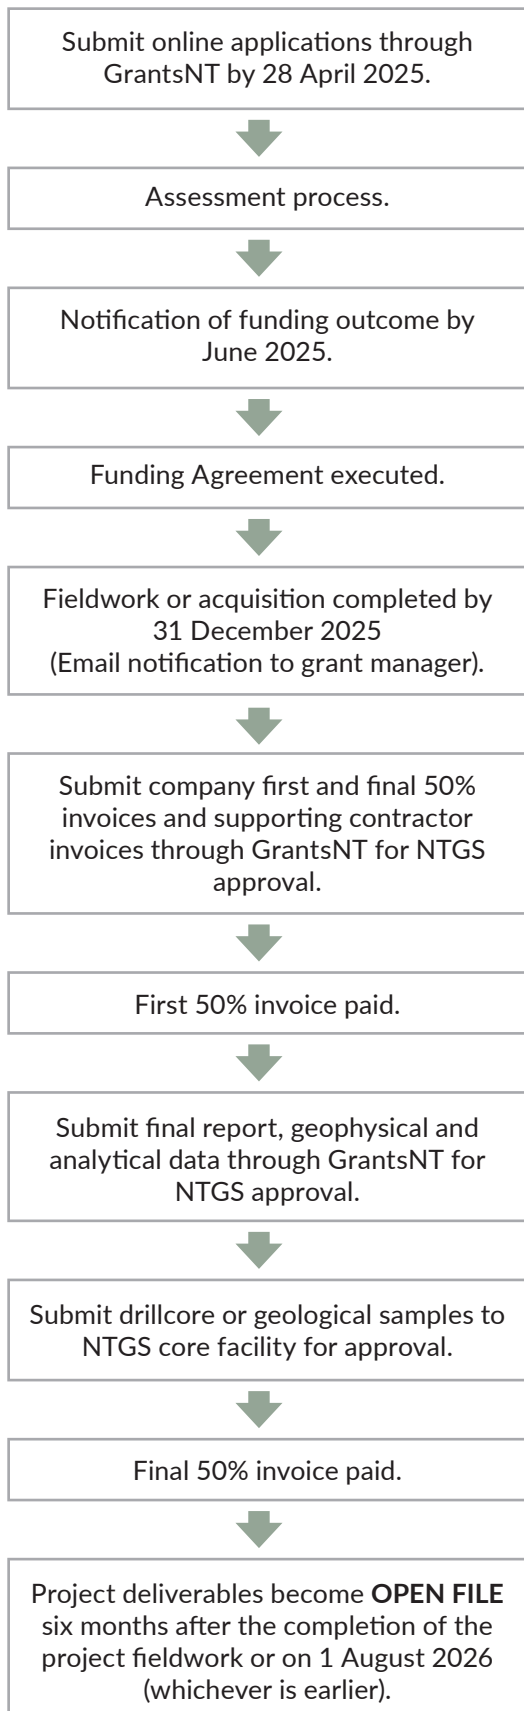 Submit online applications through
GrantsNT by 28 April 2025.
Assessment process.
Notification of funding outcome by
June 2025.
Funding Agreement executed.
Fieldwork or acquisition completed by
31 December 2025
(Email notification to grant manager).
Submit company first and final 50%
invoices and supporting contractor
invoices through GrantsNT for NTGS
approval.
First 50% invoice paid.
Submit final report, geophysical and
analytical data through GrantsNT for
NTGS approval.
Submit drillcore or geological samples to
NTGS core facility for approval.
Final 50% invoice paid.
Project deliverables become OPEN FILE
six months after the completion of the
project fieldwork or on 1 August 2026
(whichever is earlier).